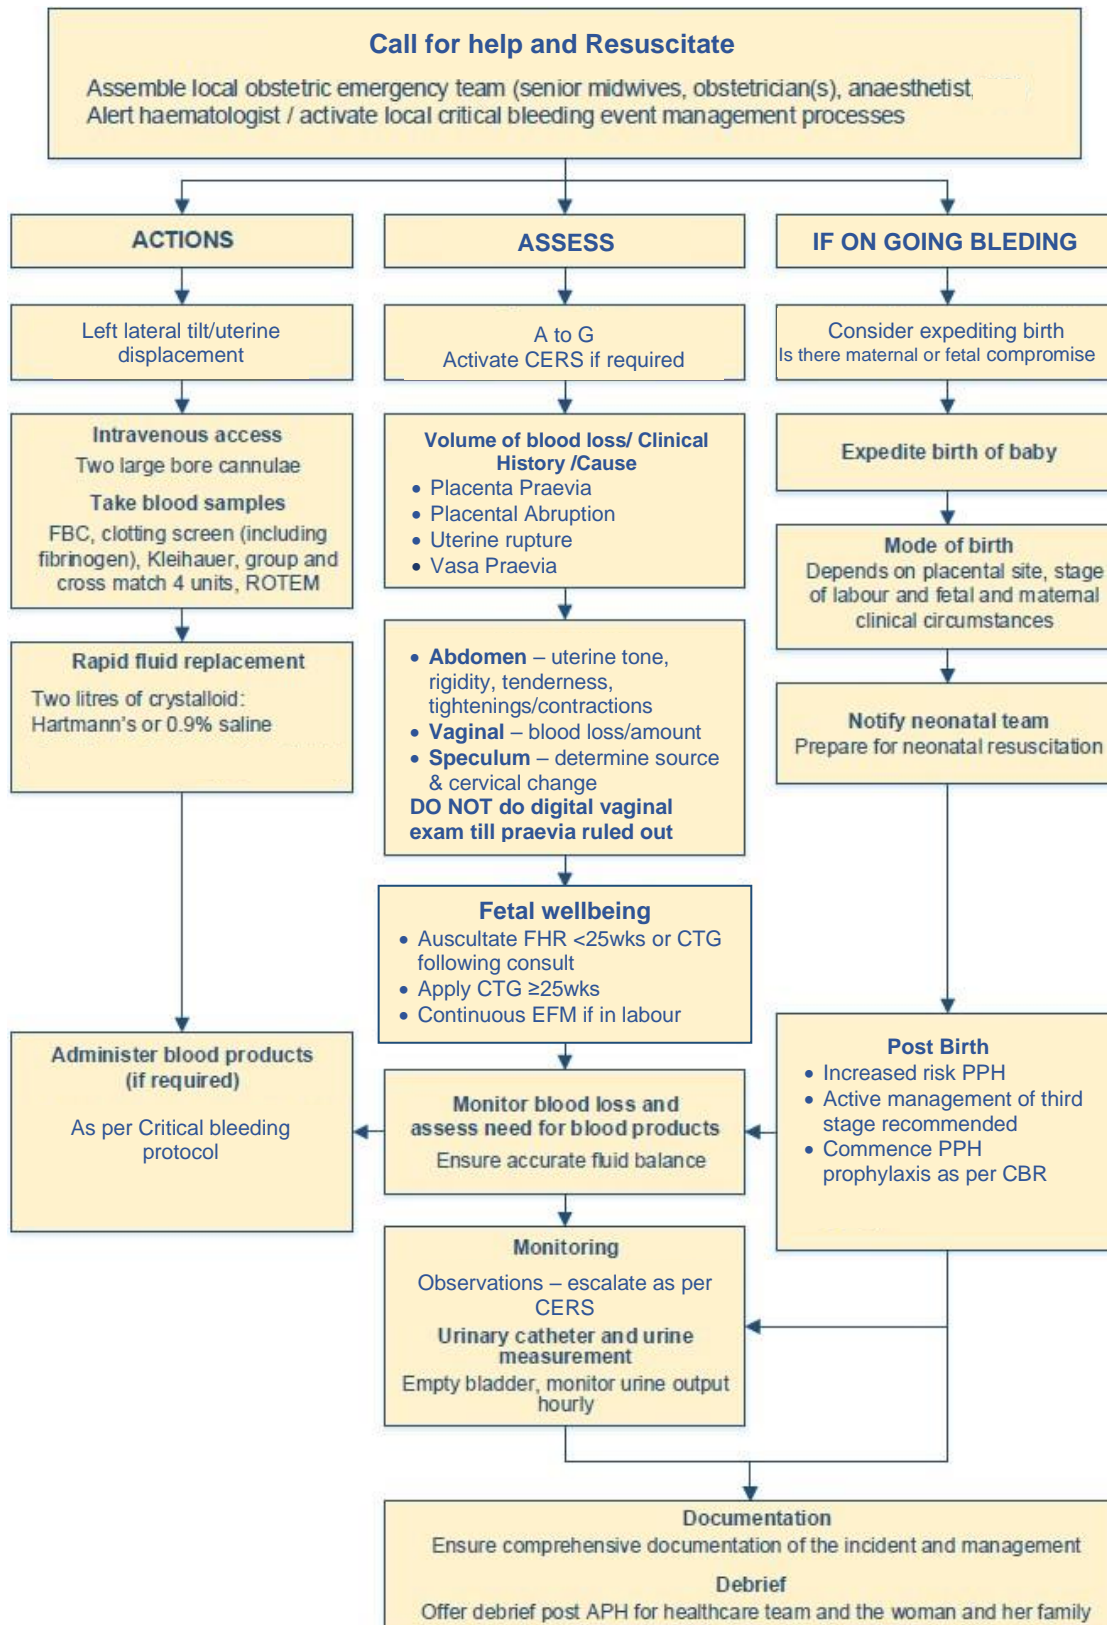 Call for help and Resuscitate
Assemble local obstetric emergency team (senior midwives, obstetrician(s), anaesthetist,
Alert haematologist / activate local critical bleeding event management processes
ACTIONS
Left lateral tilt/uterine
displacement
Intravenous access
Two large bore cannulae
Take blood samples
FBC, clotting screen (including
fibrinogen), Kleihauer, group and
cross match 4 units, ROTEM
Rapid fluid replacement
Two litres of crystalloid:
Hartmann's or 0.9% saline
Administer blood products
(if required)
As per Critical bleeding
protocol
ASSESS
A to G
Activate CERS if required
Volume of blood loss/ Clinical
History /Cause
• Placenta Praevia
• Placental Abruption
• Uterine rupture
• Vasa Praevia
• Abdomen – uterine tone,
rigidity, tenderness,
tightenings/contractions
• Vaginal – blood loss/amount
• Speculum – determine source
& cervical change
DO NOT do digital vaginal
exam till praevia ruled out
Fetal wellbeing
• Auscultate FHR <25wks or CTG
following consult
• Apply CTG ≥25wks
• Continuous EFM if in labour
Monitor blood loss and
assess need for blood products
Ensure accurate fluid balance
Monitoring
Observations – escalate as per
CERS
Urinary catheter and urine
measurement
Empty bladder, monitor urine output
hourly
IF ON GOING BLEDING
Consider expediting birth
Is there maternal or fetal compromise
Expedite birth of baby
Mode of birth
Depends on placental site, stage
of labour and fetal and maternal
clinical circumstances
Notify neonatal team
Prepare for neonatal resuscitation
Post Birth
• Increased risk PPH
• Active management of third
stage recommended
• Commence PPH
prophylaxis as per CBR
Documentation
Ensure comprehensive documentation of the incident and management
Debrief
Offer debrief post APH for healthcare team and the woman and her family